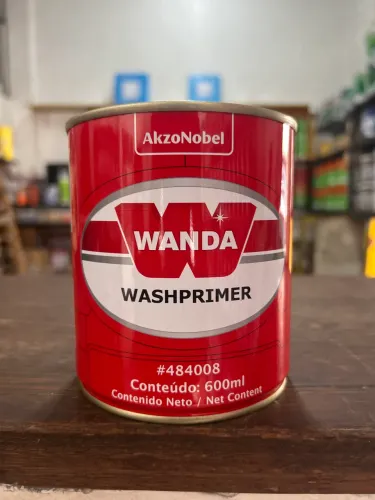 AkzoNobel
WANDA
WASHPRIMER
#484008
Conteúdo: 600ml
Contenido Neto / Net Content